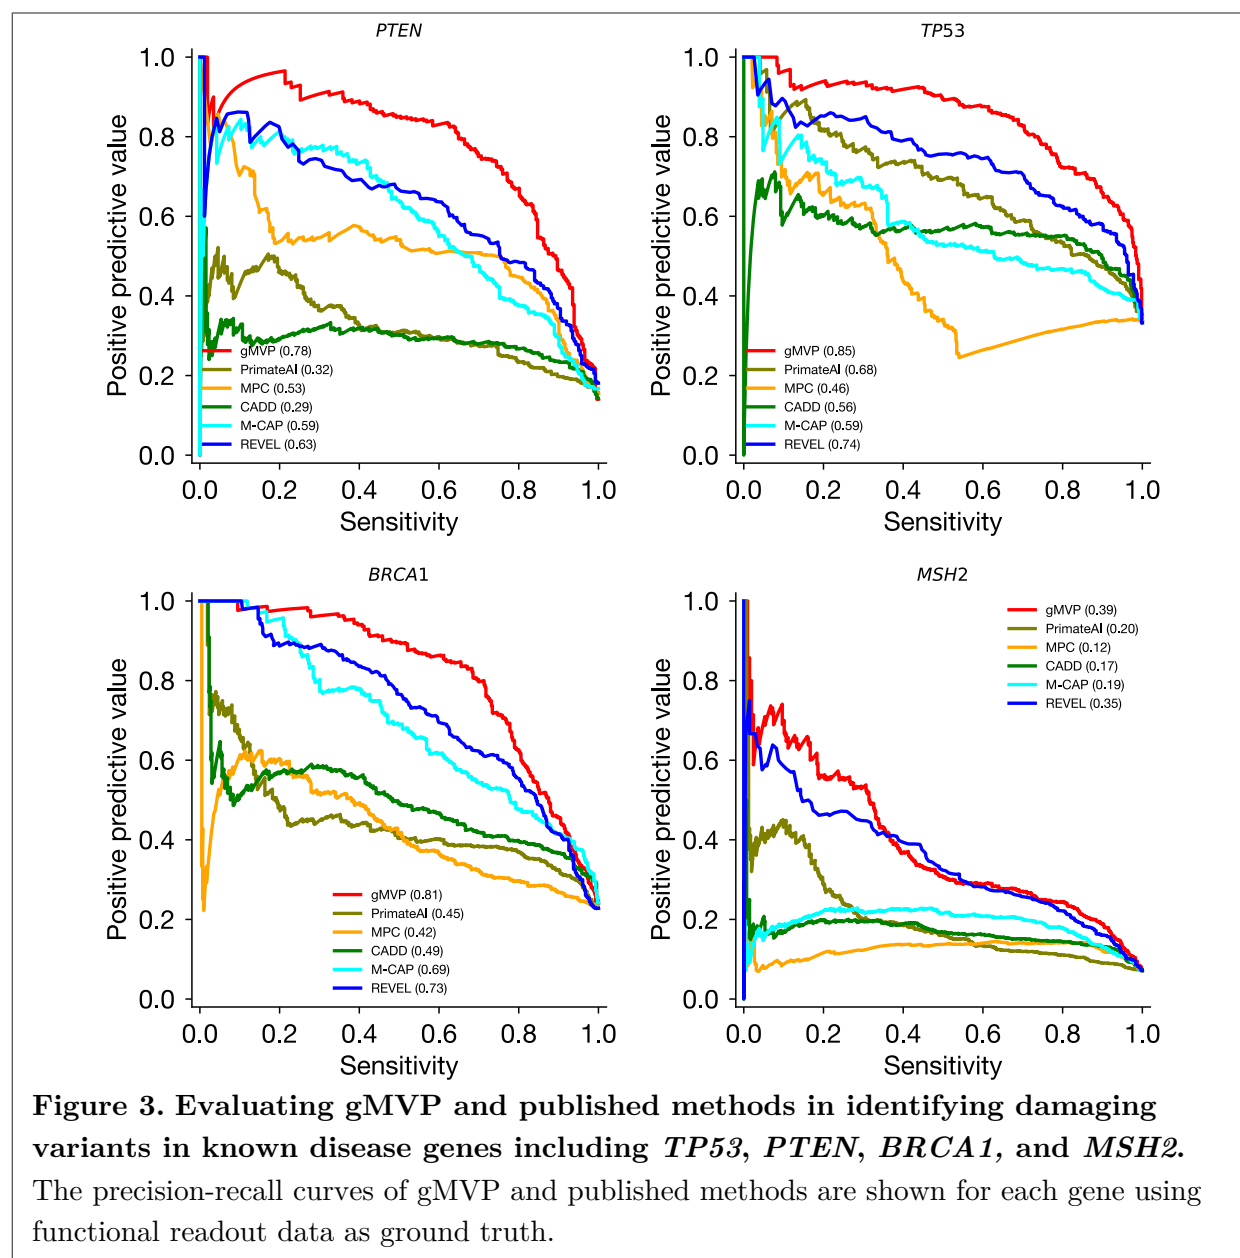 PTEN
1.0
0.8
0.6
0.4
0.2
0.0
Positive predictive value
gMVP (0.78)
PrimateAI (0.32)
MPC (0.53)
CADD (0.29)
M-CAP (0.59)
REVEL (0.63)
0.0 0.2 0.4 0.6 0.8 1.0
Sensitivity
TP53
1.0
0.8
0.6
0.4
0.2
0.0
Positive predictive value
gMVP (0.85)
PrimateAI (0.68)
MPC (0.46)
CADD (0.56)
M-CAP (0.59)
REVEL (0.74)
0.0 0.2 0.4 0.6 0.8 1.0
Sensitivity
BRCA1
1.0
0.8
0.6
0.4
0.2
0.0
Positive predictive value
gMVP (0.81)
PrimateAI (0.45)
MPC (0.42)
CADD (0.49)
M-CAP (0.69)
REVEL (0.73)
0.0 0.2 0.4 0.6 0.8 1.0
Sensitivity
MSH2
1.0
0.8
0.6
0.4
0.2
0.0
Positive predictive value
gMVP (0.39)
PrimateAI (0.20)
MPC (0.12)
CADD (0.17)
M-CAP (0.19)
REVEL (0.35)
0.0 0.2 0.4 0.6 0.8 1.0
Sensitivity
Figure 3. Evaluating gMVP and published methods in identifying damaging
variants in known disease genes including TP53, PTEN, BRCA1, and MSH2.
The precision-recall curves of gMVP and published methods are shown for each gene using
functional readout data as ground truth.